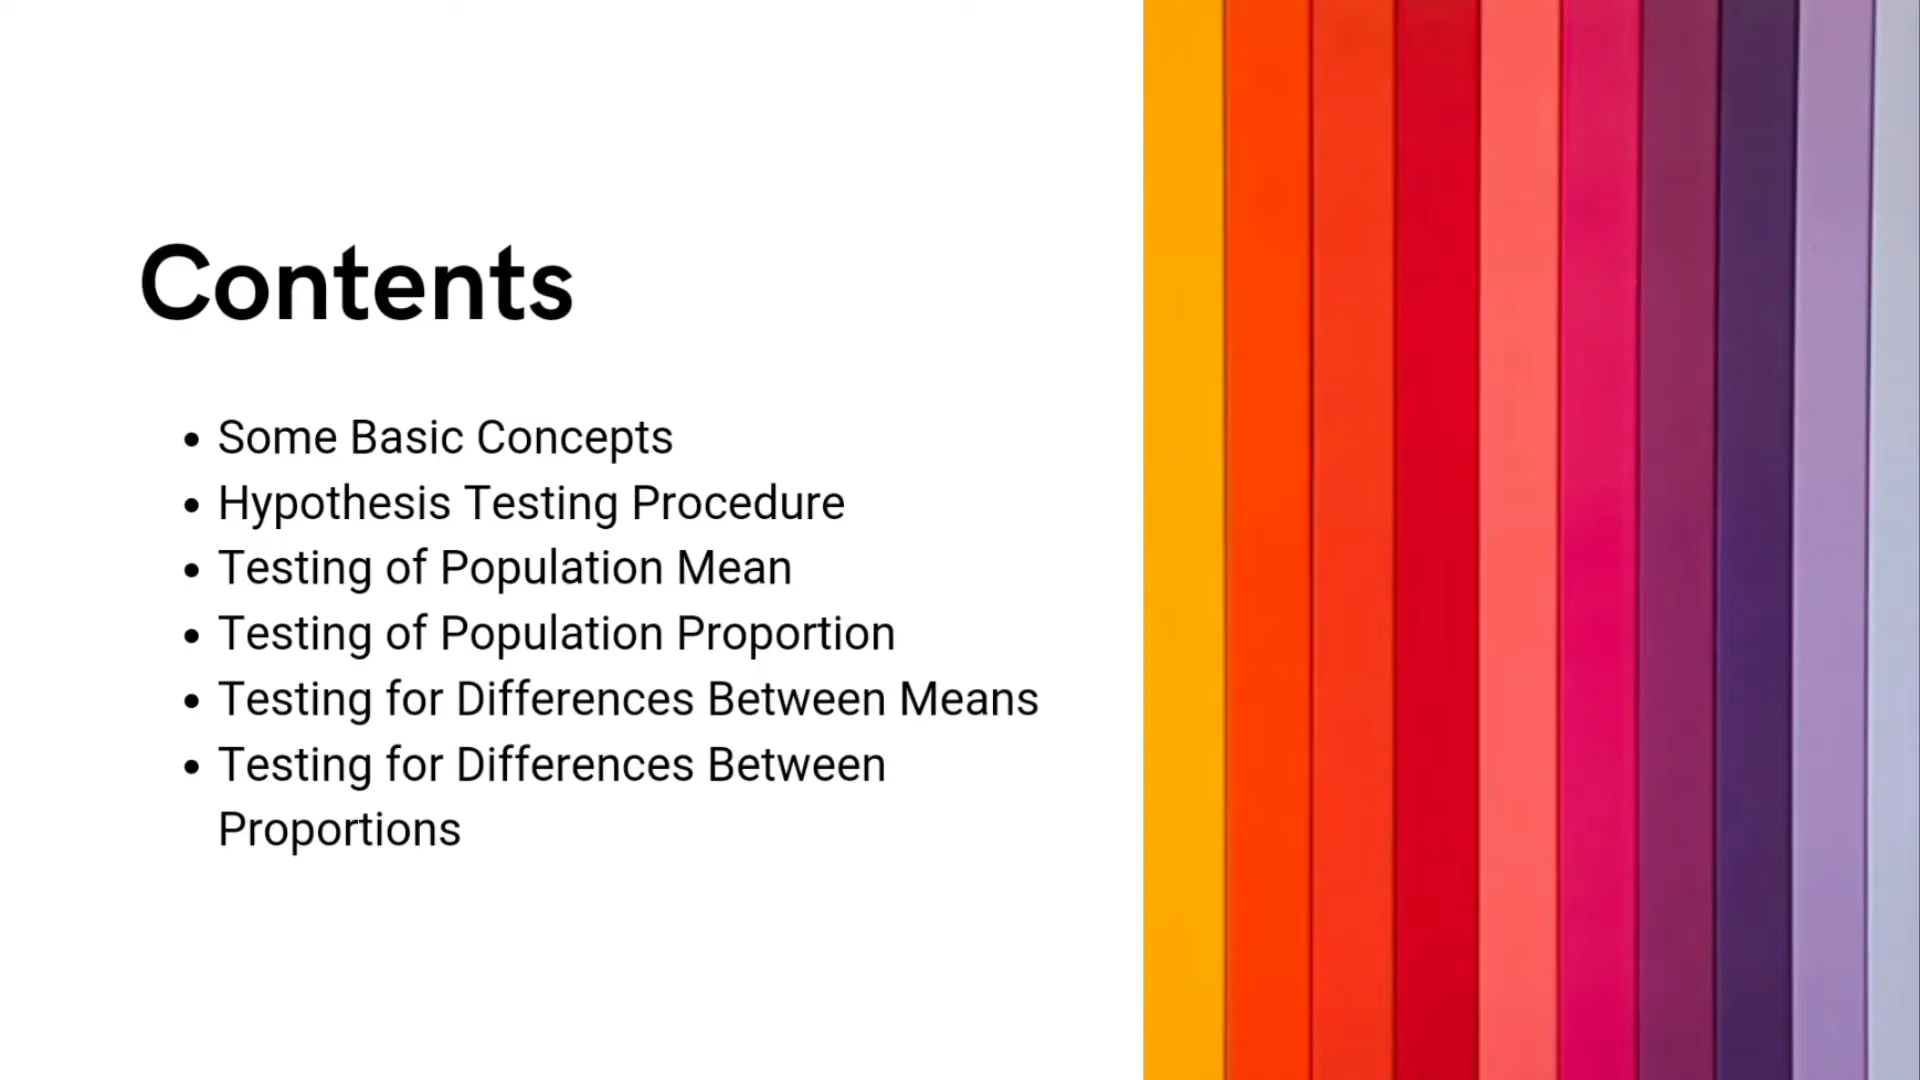 Contents
• Some Basic Concepts
• Hypothesis Testing Procedure
• Testing of Population Mean
• Testing of Population Proportion
• Testing for Differences Between Means
• Testing for Differences Between
Proportions